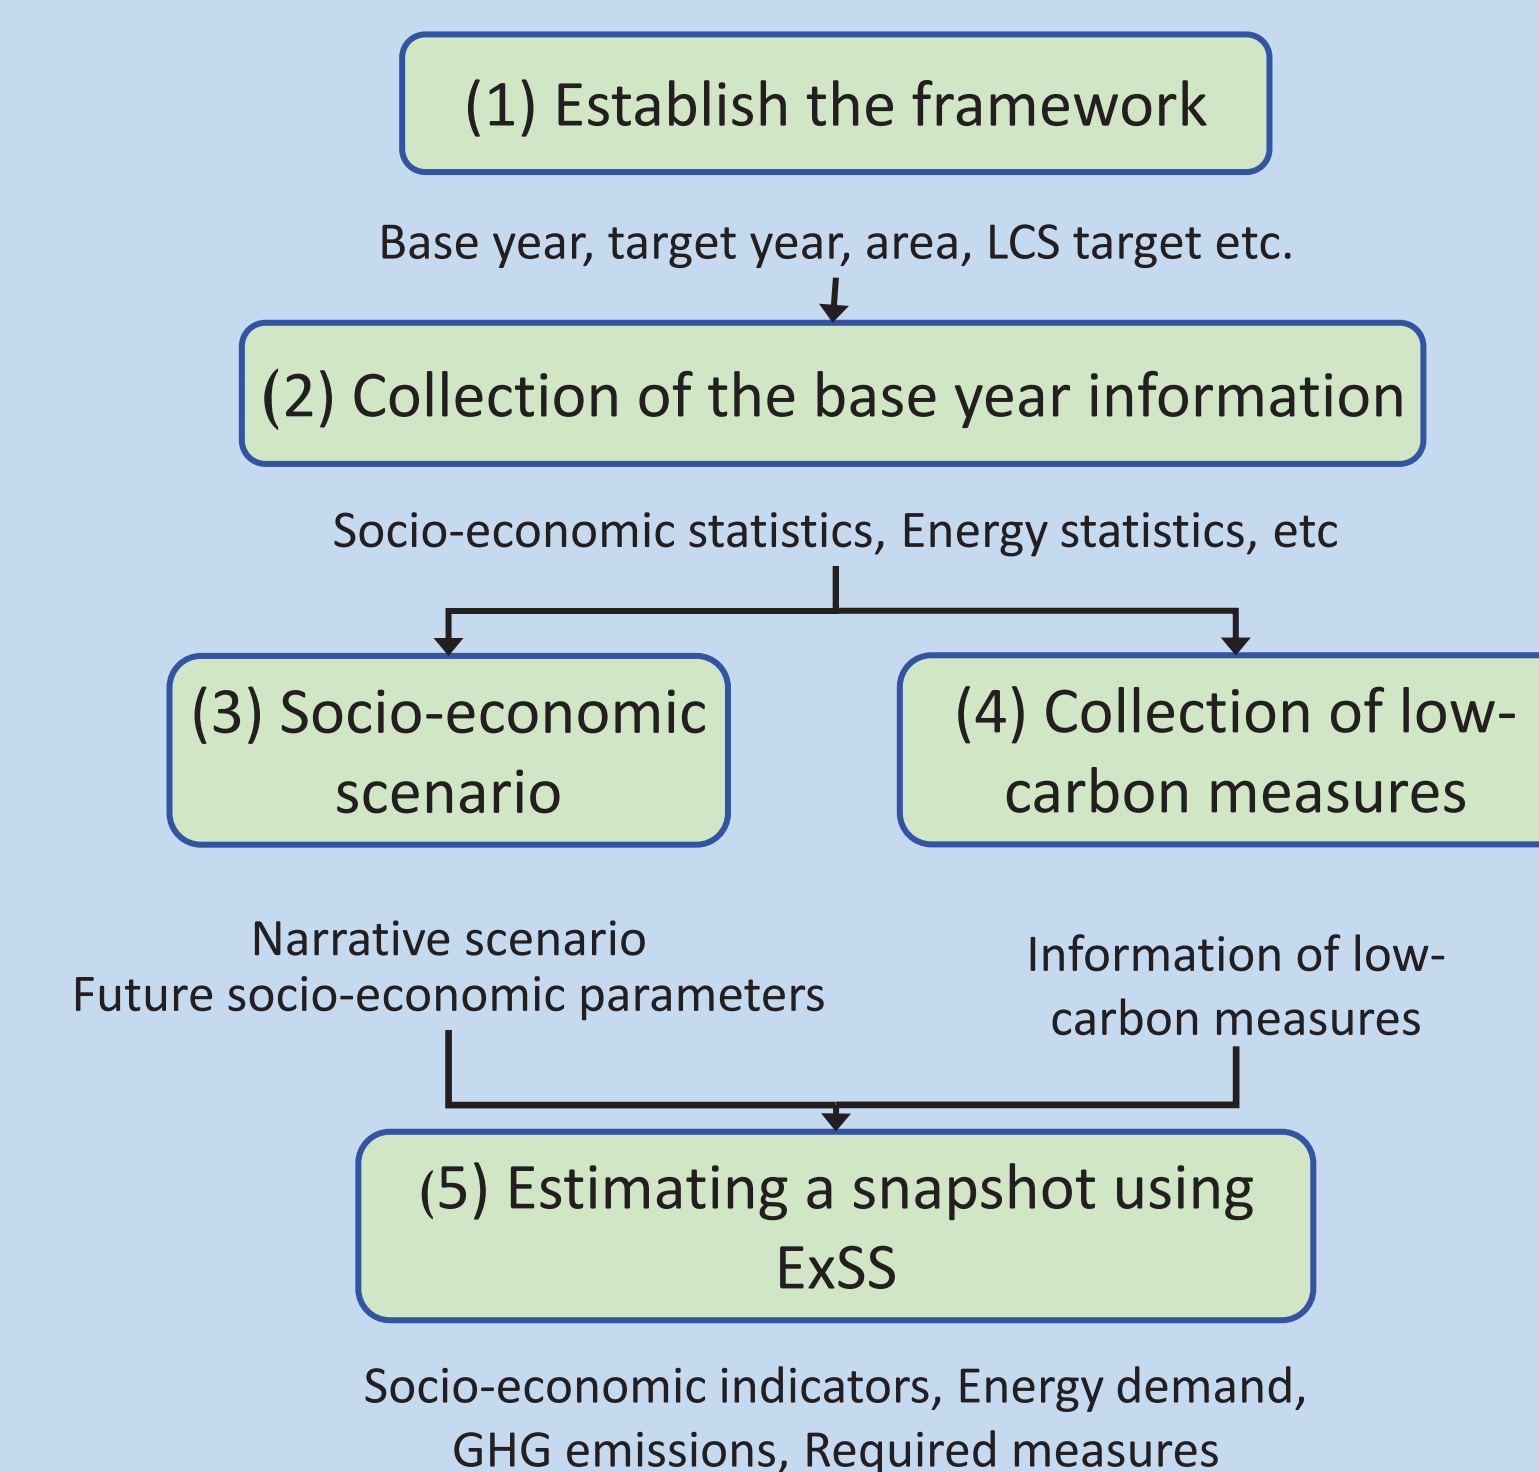 (1) Establish the framework
Base year, target year, area, LCS target etc.
(2) Collection of the base year information
Socio-economic statistics, Energy statistics, etc
(3) Socio-economic
scenario
(4) Collection of low-
carbon measures
Narrative scenario
Future socio-economic parameters
Information of low-
carbon measures
(5) Estimating a snapshot using
ExSS
Socio-economic indicators, Energy demand,
GHG emissions, Required measures